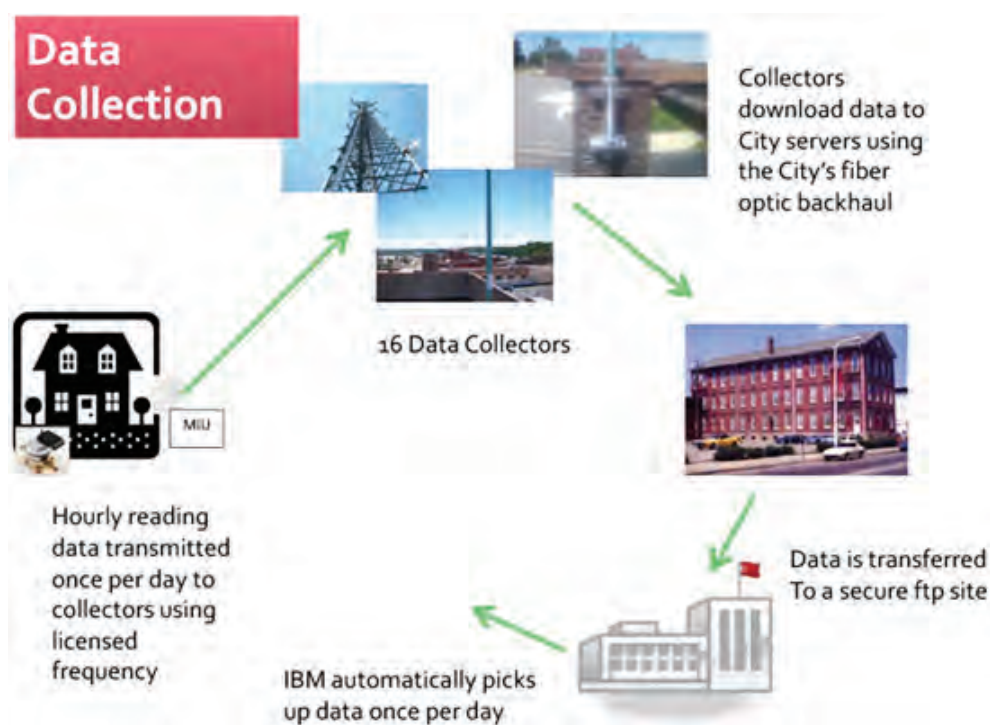 Data
Collection
Collectors
download data to
City servers using
the City's fiber
optic backhaul
16 Data Collectors
MIU
Hourly reading
data transmitted
once per day to
collectors using
licensed
frequency
Data is transferred
To a secure ftp site
IBM automatically picks
up data once per day